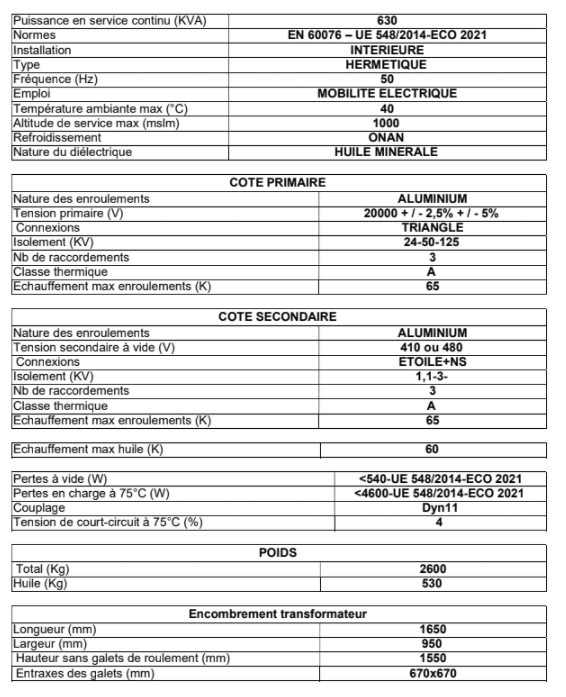 Puissance en service continu (KVA) 630
Normes EN 60076 – UE 548/2014-ECO 2021
Installation INTERIEURE
Type HERMETIQUE
Fréquence (Hz) 50
Emploi MOBILITE ELECTRIQUE
Température ambiante max (°C) 40
Altitude de service max (mslm) 1000
Refroidissement ONAN
Nature du diélectrique HUILE MINERALE
COTE PRIMAIRE
Nature des enroulements ALUMINIUM
Tension primaire (V) 20000 + / - 2,5% + / - 5%
Connexions TRIANGLE
Isolement (KV) 24-50-125
Nb de raccordements 3
Classe thermique A
Echauffement max enroulements (K) 65
COTE SECONDAIRE
Nature des enroulements ALUMINIUM
Tension secondaire à vide (V) 410 ou 480
Connexions ETOILE+NS
Isolement (KV) 1,1-3-
Nb de raccordements 3
Classe thermique A
Echauffement max enroulements (K) 65
Echauffement max huile (K) 60
Pertes à vide (W) <540-UE 548/2014-ECO 2021
Pertes en charge à 75°C (W) <4600-UE 548/2014-ECO 2021
Couplage Dyn11
Tension de court-circuit à 75°C (%) 4
POIDS
Total (Kg) 2600
Huile (Kg) 530
Encombrement transformateur
Longueur (mm) 1650
Largeur (mm) 950
Hauteur sans galets de roulement (mm) 1550
Entraxes des galets (mm) 670x670